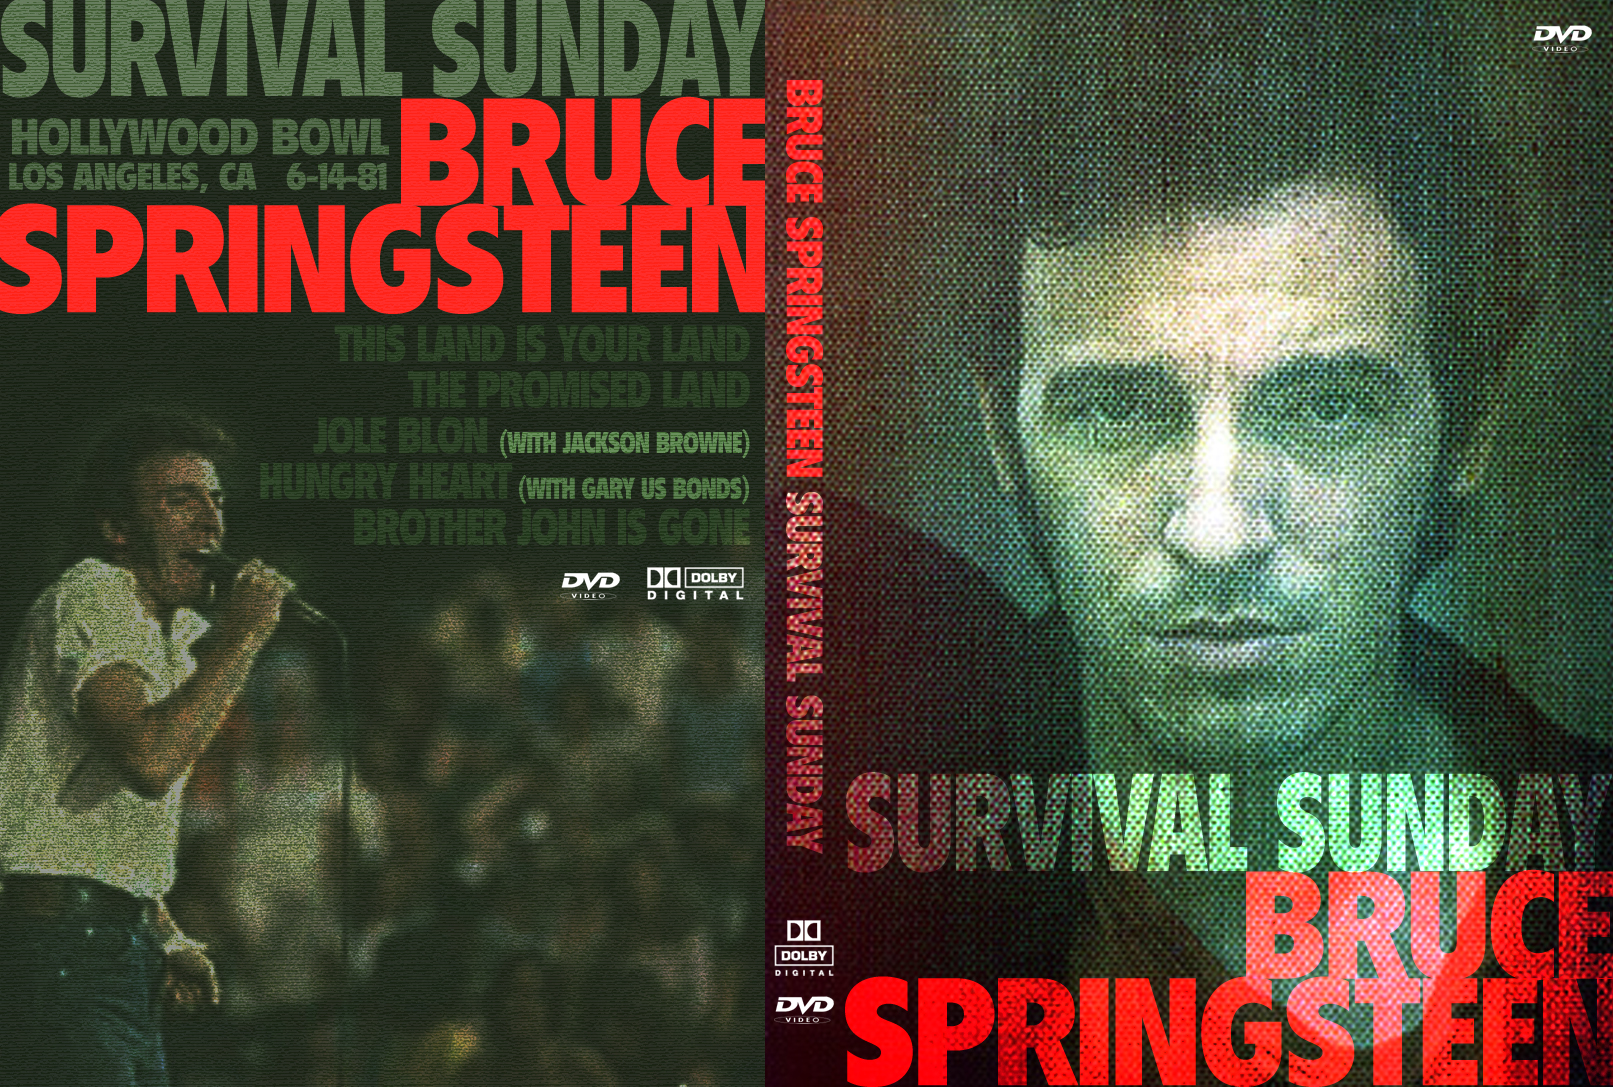 SURVIVAL SUNDAY
HOLLYWOOD BOWL
LOS ANGELES, CA 6-14-81
BRUCE
SPRINGSTEEN
THIS LAND IS YOUR LAND
THE PROMISED LAND
JOLE BLON (WITH JACKSON BROWNE)
HUNGRY HEART (WITH GARY US BONDS)
BROTHER JOHN IS GONE
DVD
VIDEO
DOLBY
DIGITAL
BRUCE SPRINGSTEEN SURVIVAL SUNDAY
DOLBY
DIGITAL
DVD
VIDEO
DVD
VIDEO
SURVIVAL SUNDAY
BRUCE
SPRINGSTEEN